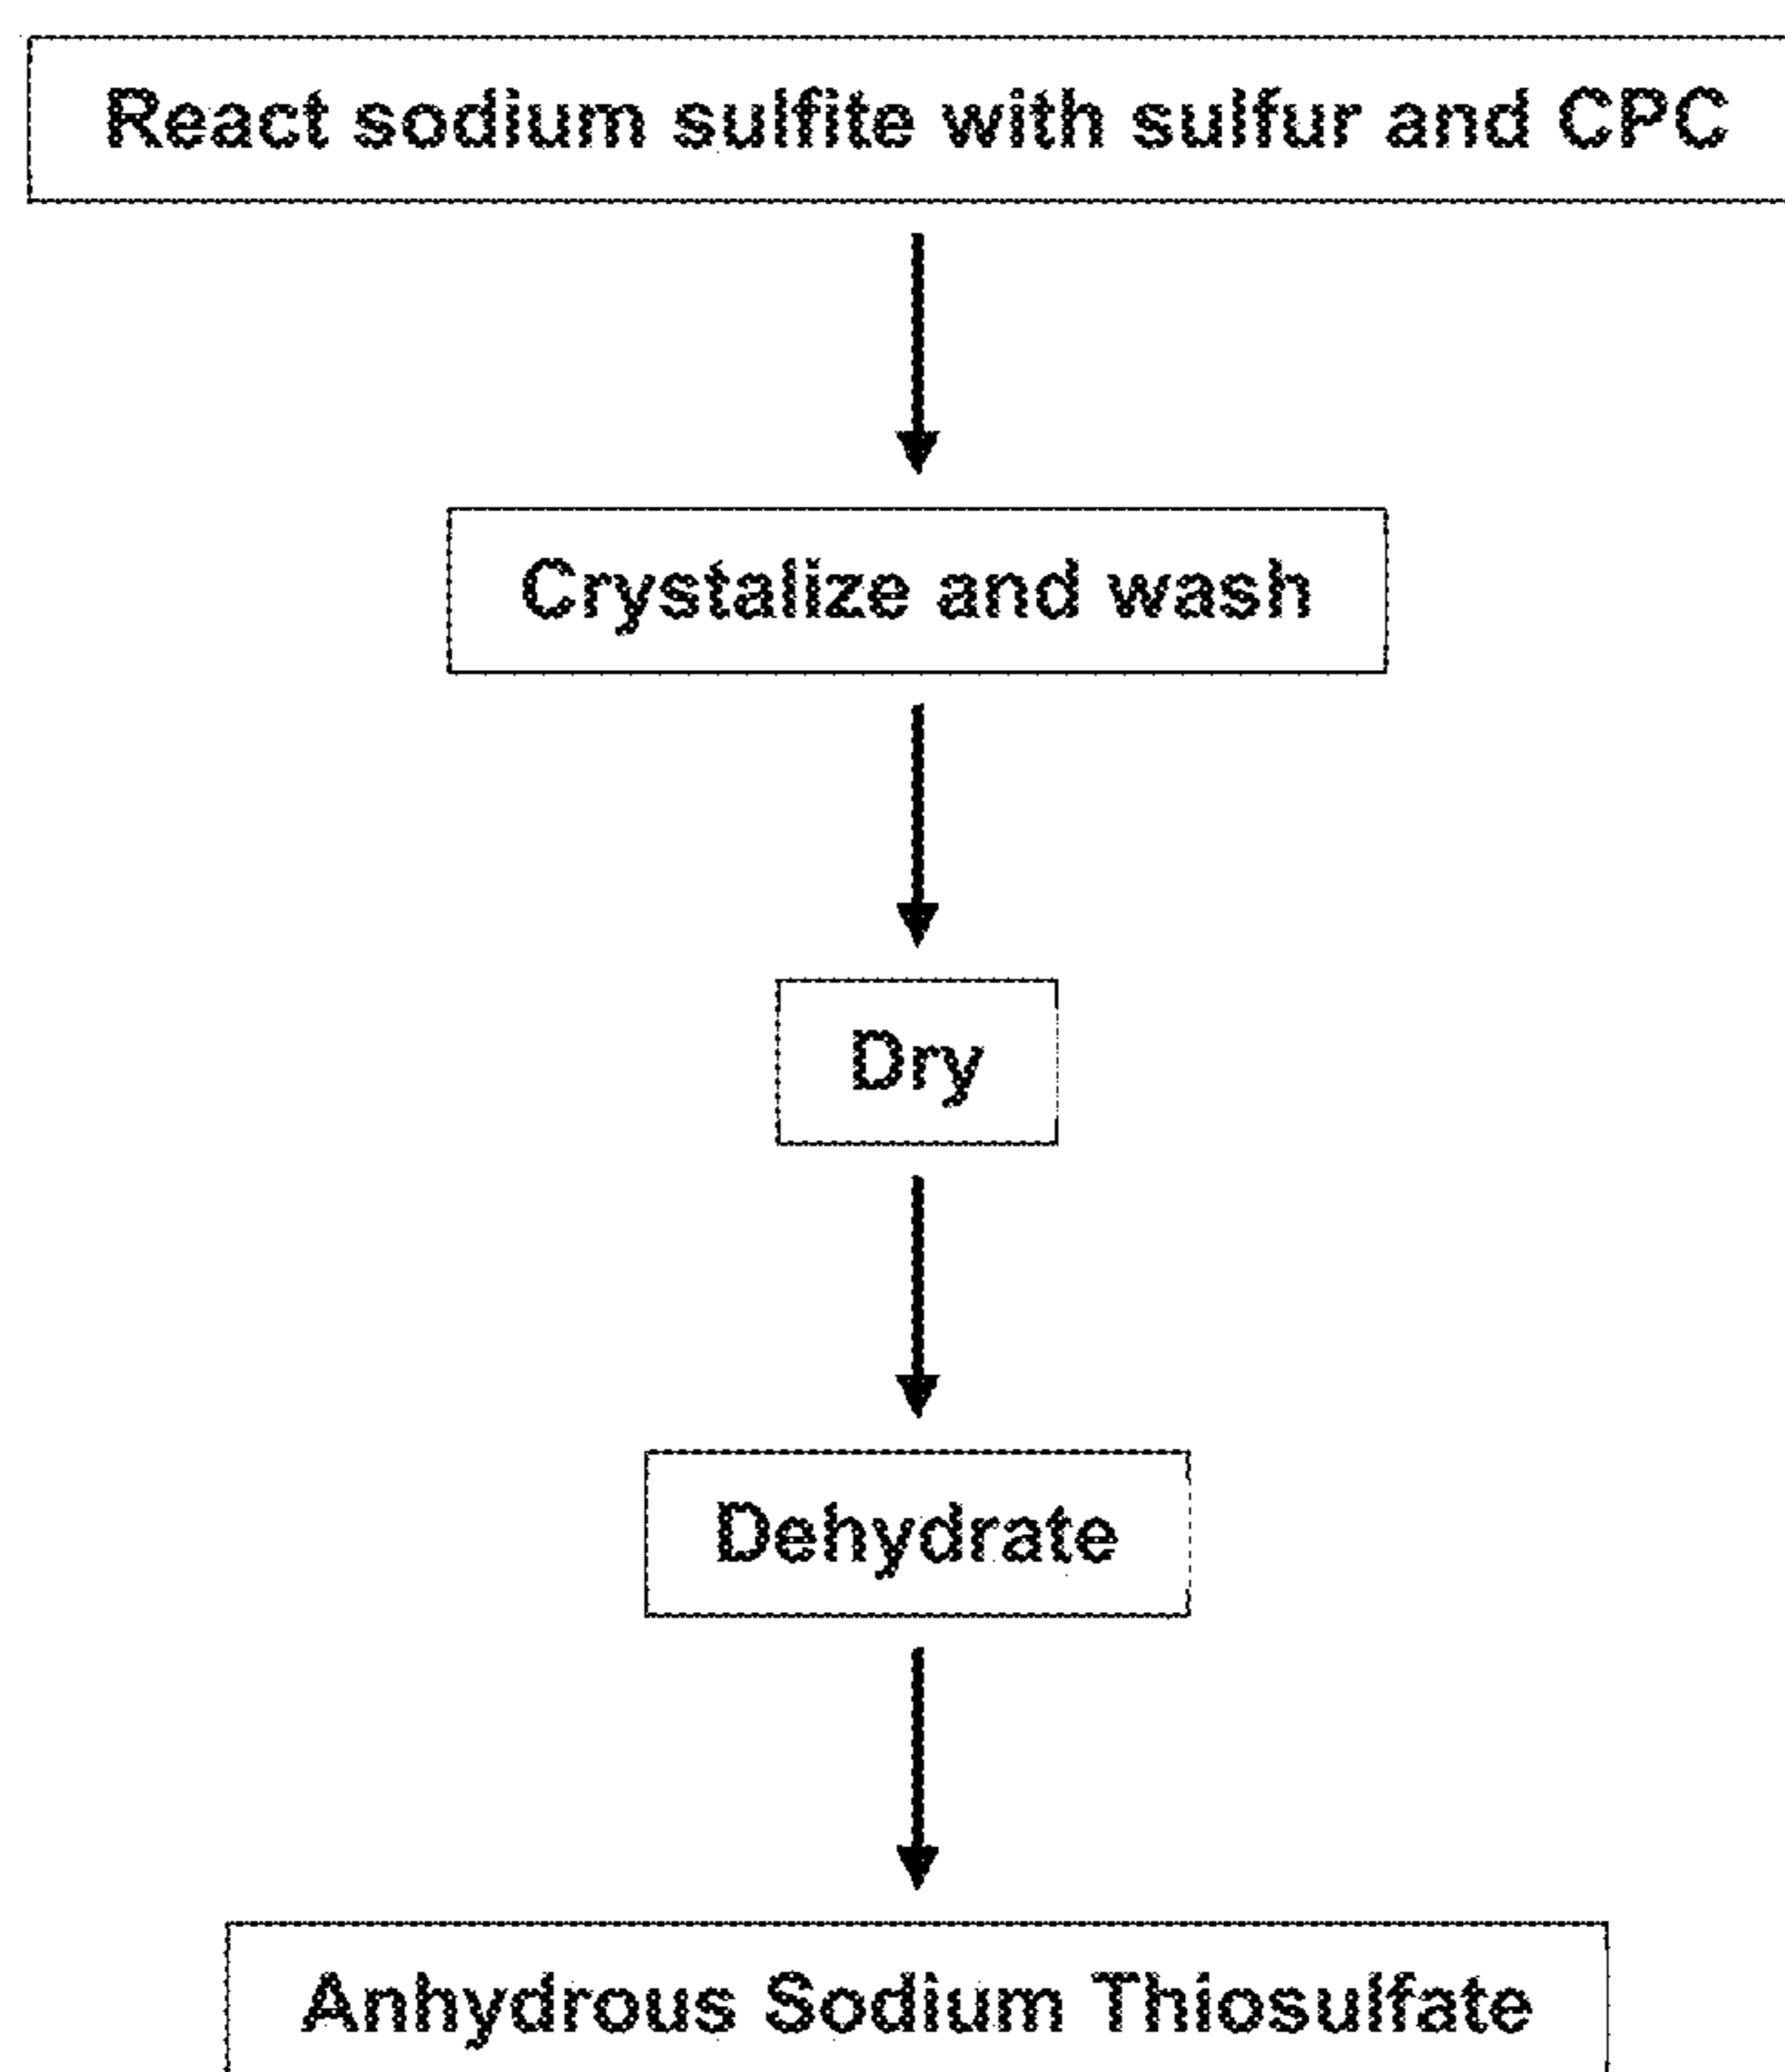 React sodium sulfite with sulfur and CPC
Crystalize and wash
Dry
Dehydrate
Anhydrous Sodium Thiosulfate